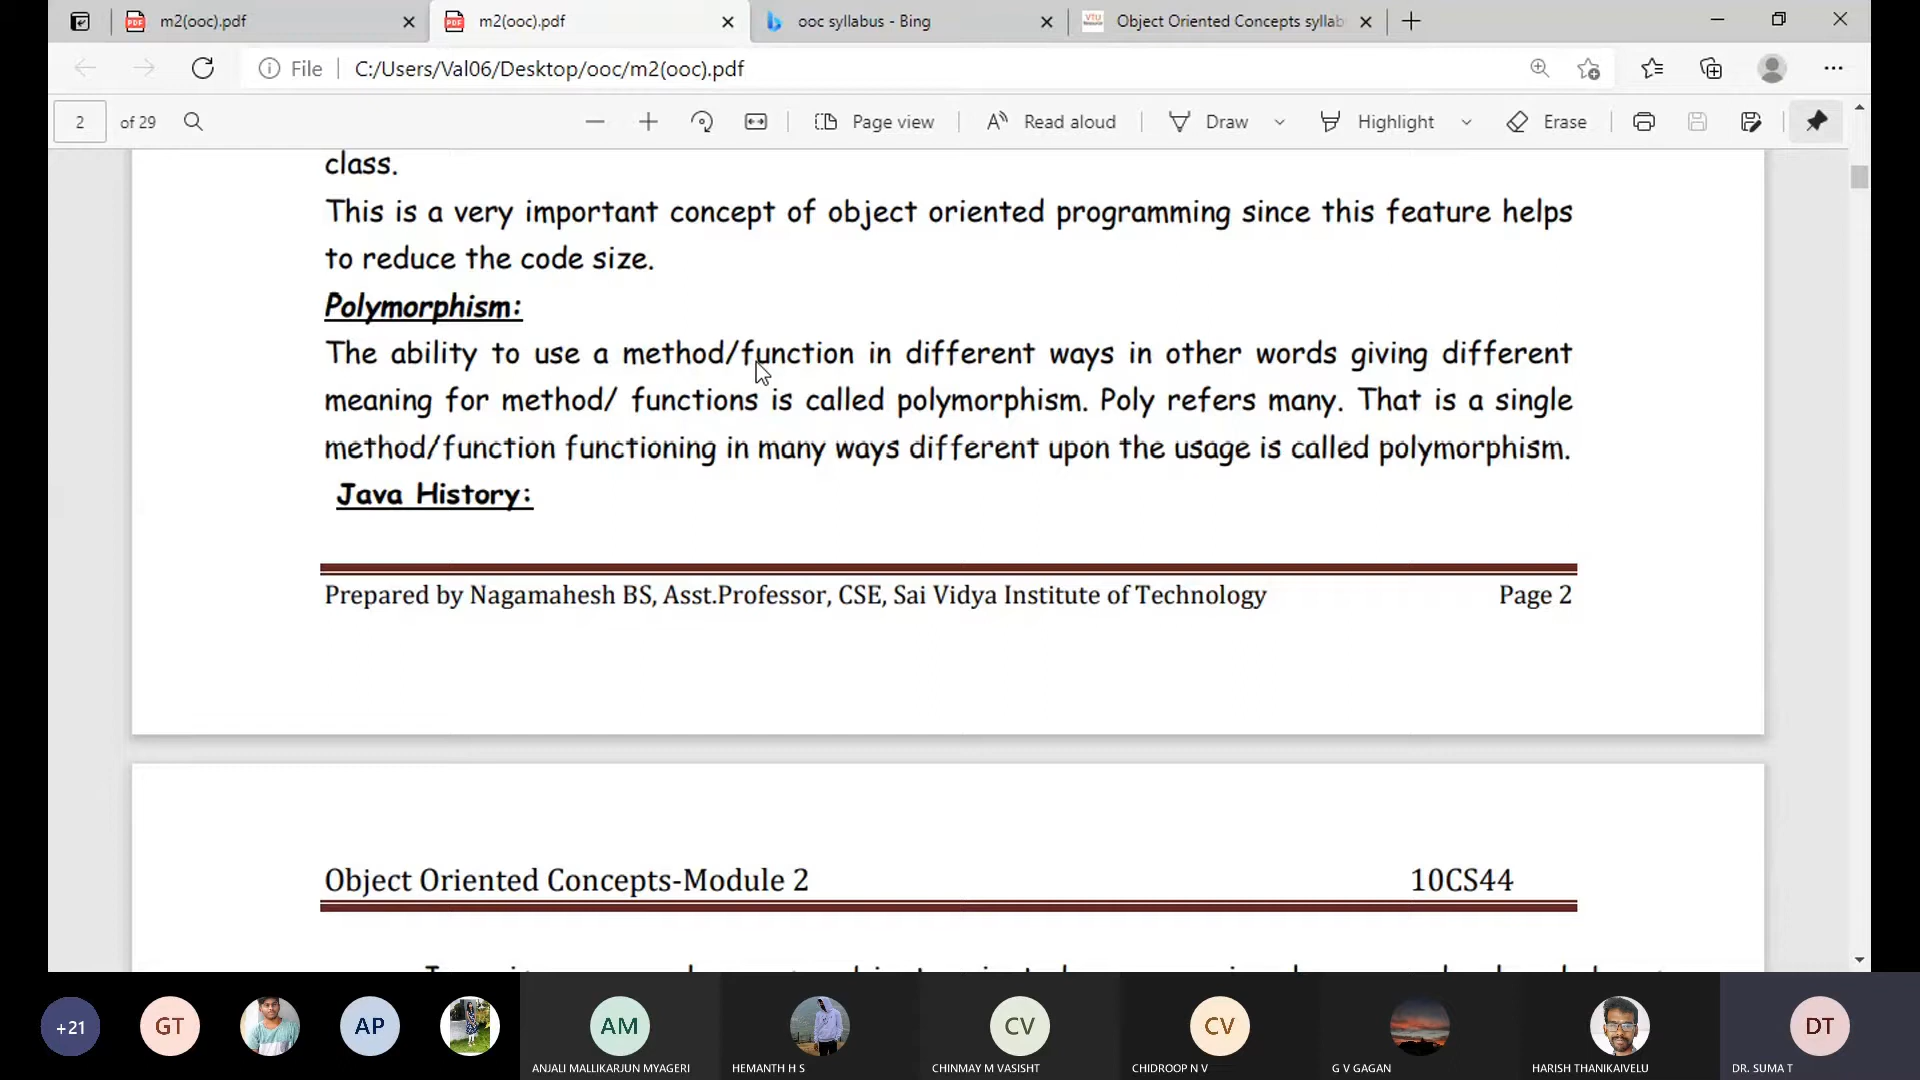 m2(ooc).pdf
m2(ooc).pdf
ooc syllabus - Bing
Object Oriented Concepts syllab
File
C:/Users/Val06/Desktop/ooc/m2(ooc).pdf
2 of 29
Page view
Read aloud
Draw
Highlight
Erase
class.
This is a very important concept of object oriented programming since this feature helps
to reduce the code size.
Polymorphism:
The ability to use a method/function in different ways in other words giving different
meaning for method/ functions is called polymorphism. Poly refers many. That is a single
method/function functioning in many ways different upon the usage is called polymorphism.
Java History:
Prepared by Nagamahesh BS, Asst.Professor, CSE, Sai Vidya Institute of Technology Page 2
Object Oriented Concepts-Module 2 10CS44
+21 GT AP AM CV CV DT
ANJALI MALLIKARJUN MYAGERI HEMANTH H S CHINMAY M VASISHT CHIDROOP N V G V GAGAN HARISH THANIKAIVELU DR. SUMA T